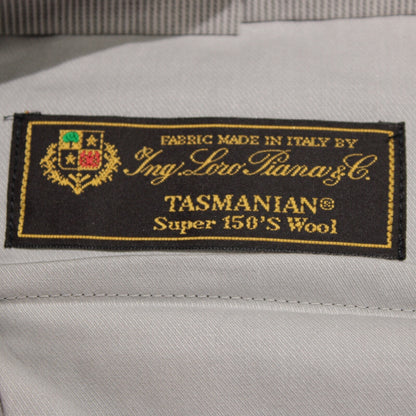 FABRIC MADE IN ITALY BY
Ing. Loro Piana & C.
TASMANIAN®
Super 150'S Wool